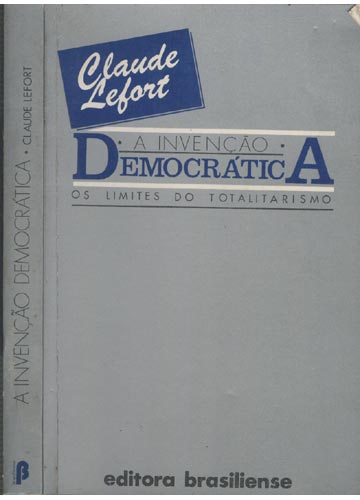 A INVENÇÃO DEMOCRÁTICA • CLAUDE LEFORT
B
Claude
Lefort
• A INVENÇÃO •
DEMOCRÁTICA
OS LIMITES DO TOTALITARISMO
editora brasiliense